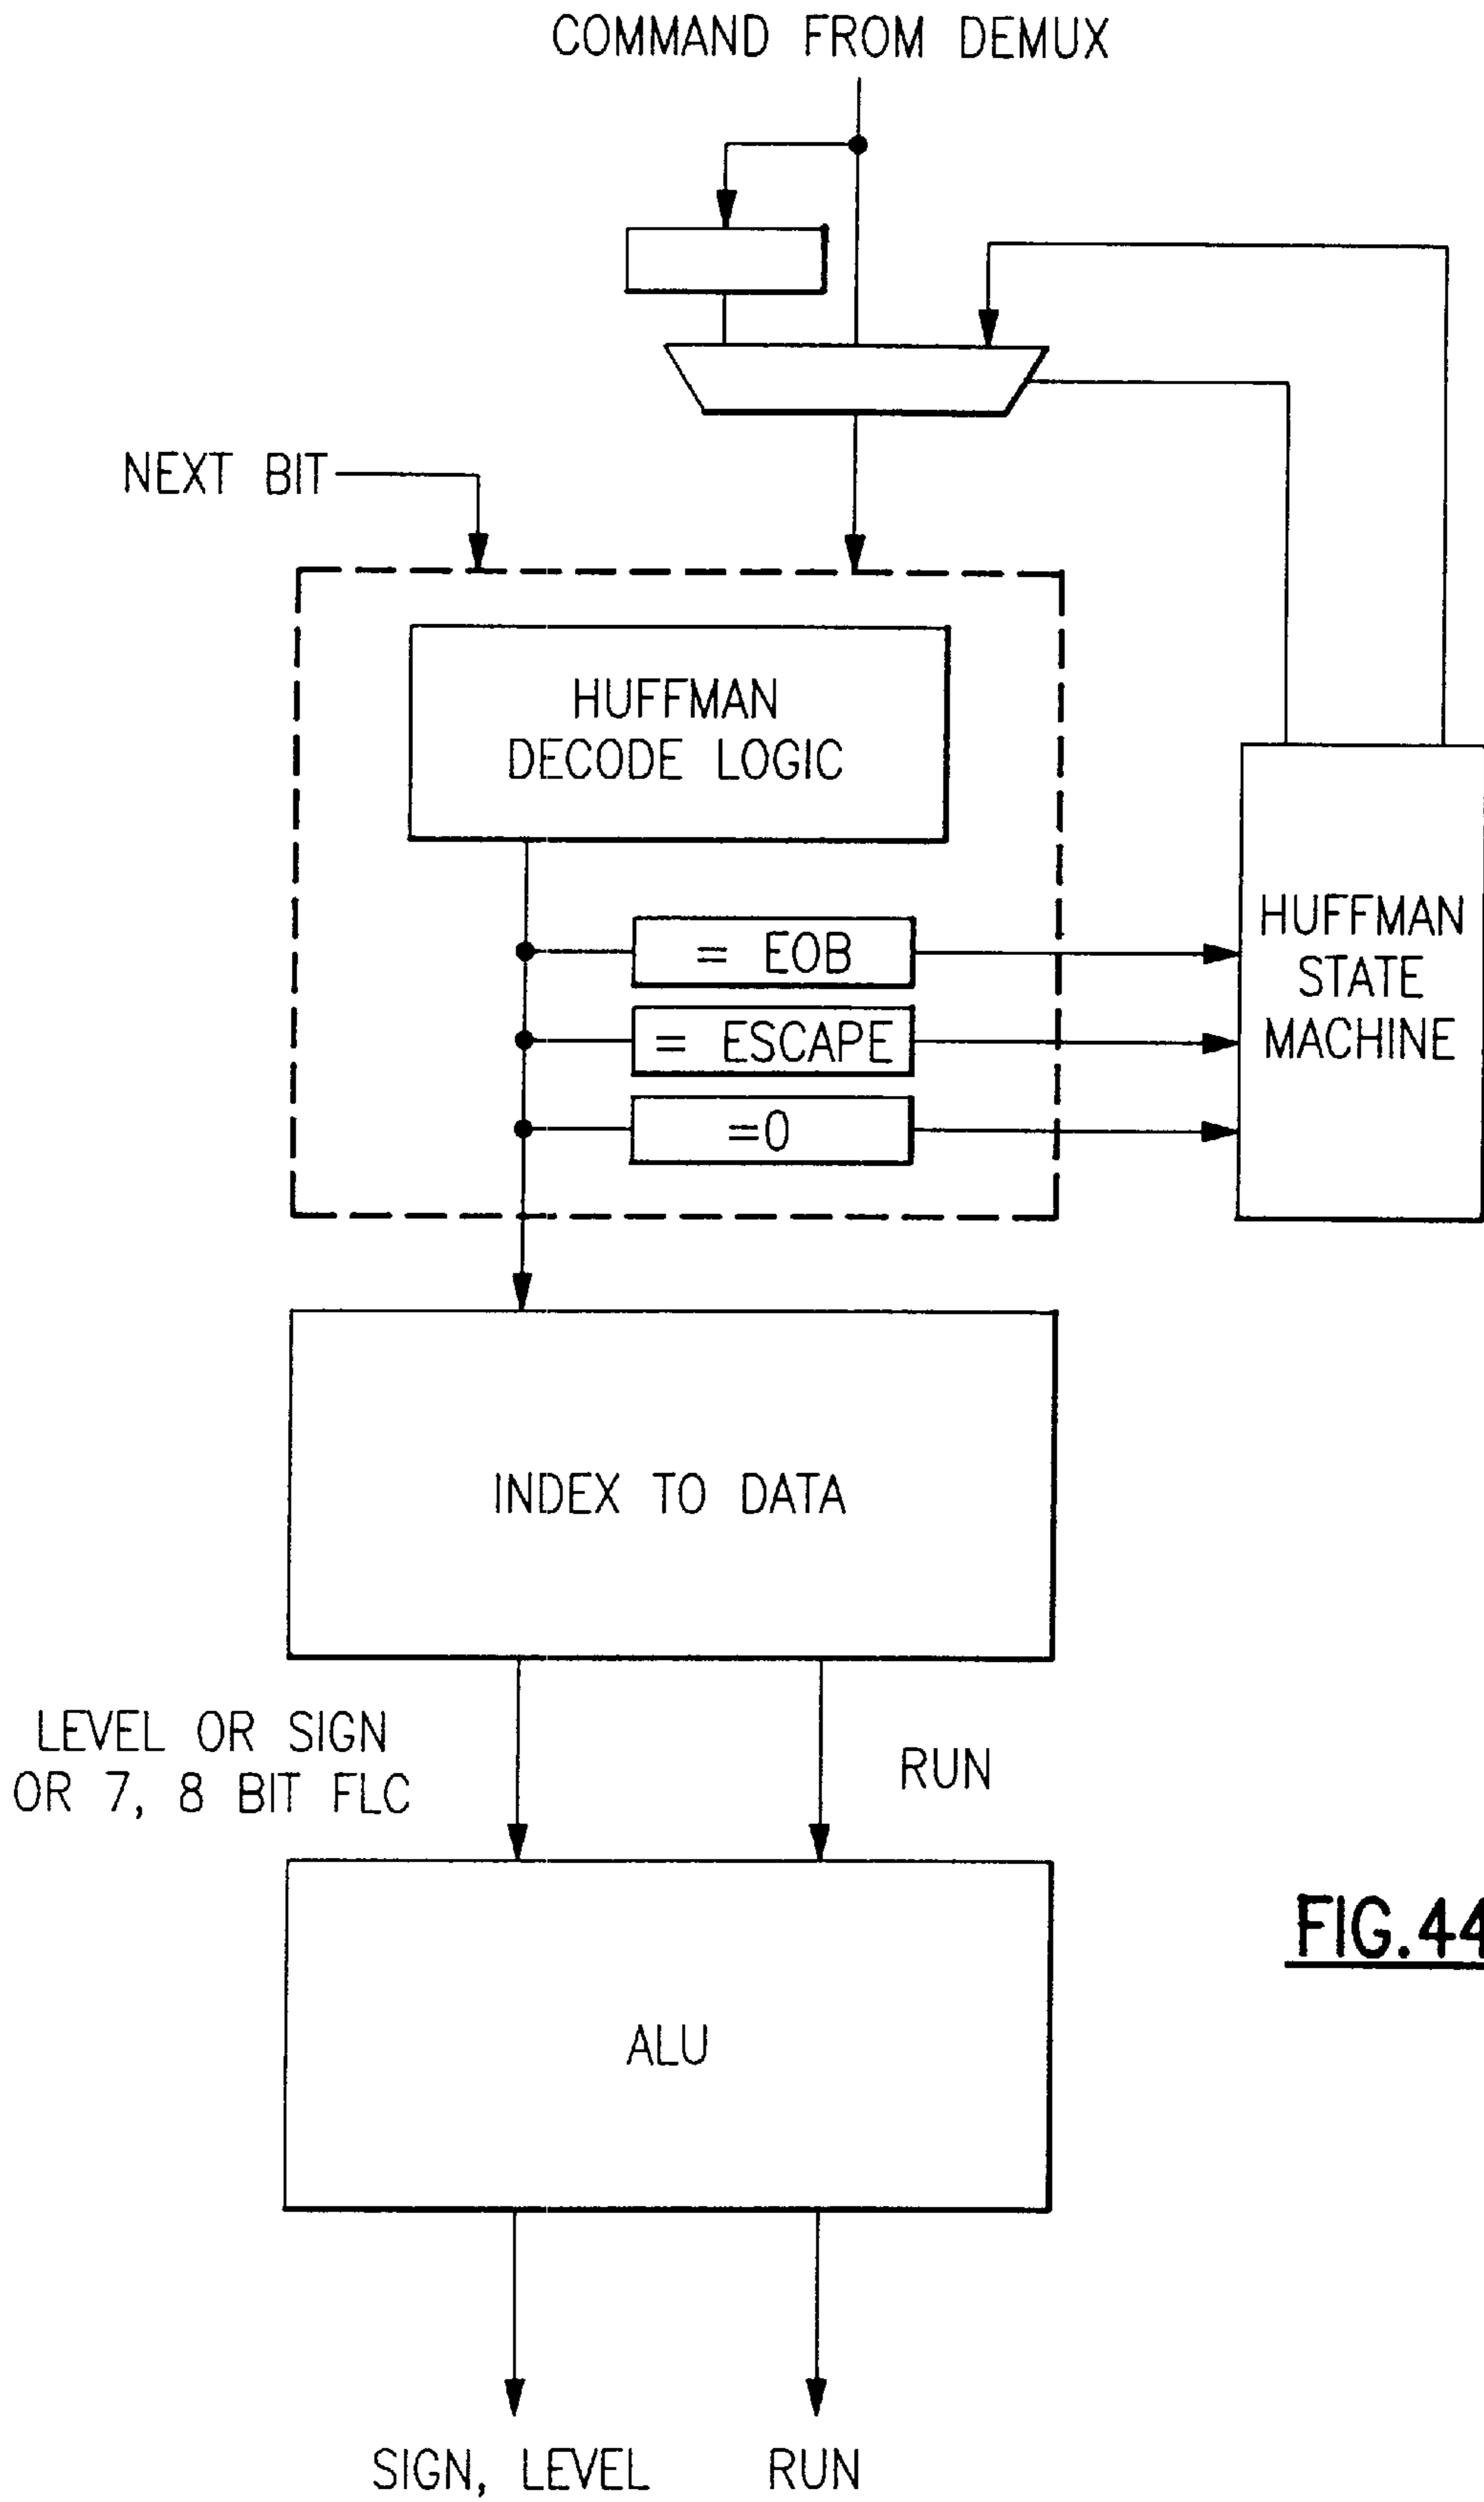 COMMAND FROM DEMUX
NEXT BIT
HUFFMAN
DECODE LOGIC
= EOB
= ESCAPE
=0
HUFFMAN
STATE
MACHINE
INDEX TO DATA
LEVEL OR SIGN
OR 7, 8 BIT FLC
RUN
FIG.44
ALU
SIGN, LEVEL
RUN